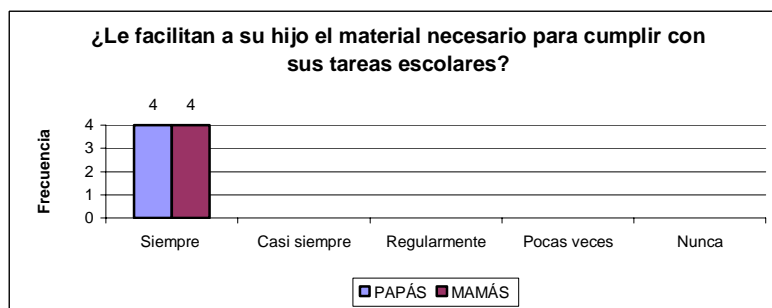 ¿Le facilitan a su hijo el material necesario para cumplir con
sus tareas escolares?
4 4
Frecuencia
4
3
2
1
0
Siempre Casi siempre Regularmente Pocas veces Nunca
PAPÁS MAMÁS